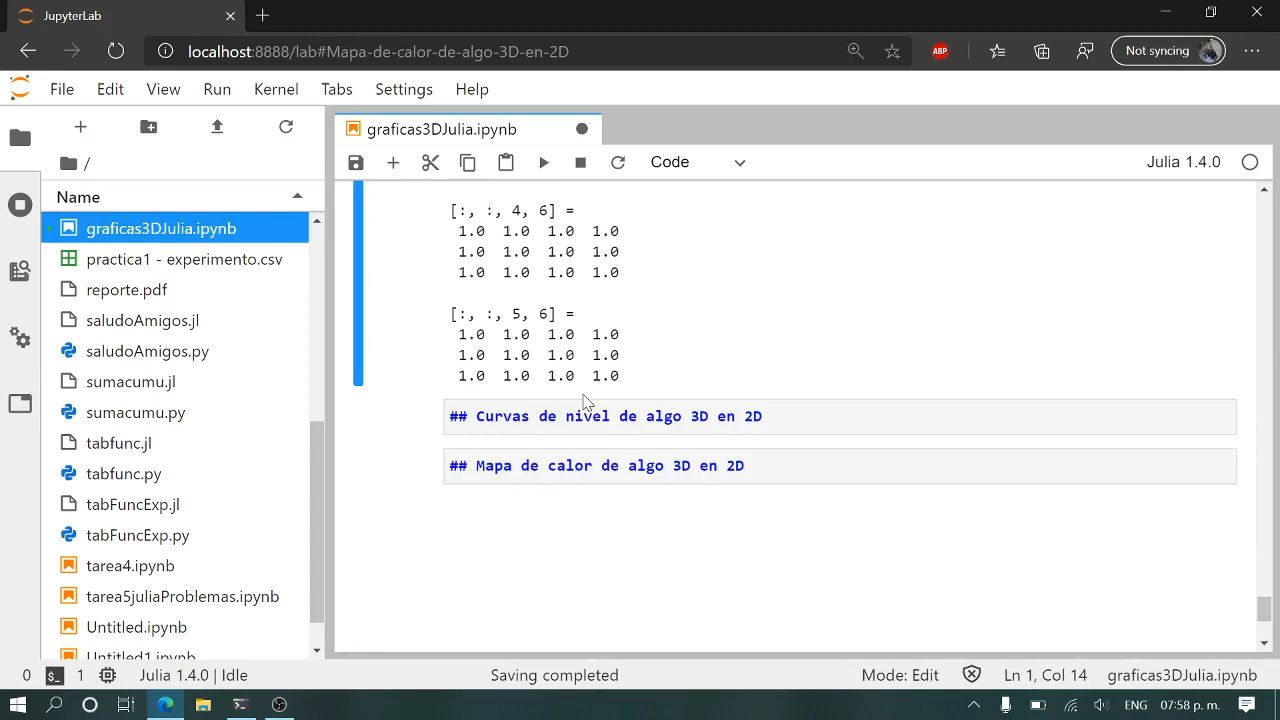 JupyterLab
localhost:8888/lab#Mapa-de-calor-de-algo-3D-en-2D
ABP
Not syncing
File Edit View Run Kernel Tabs Settings Help
graficas3DJulia.ipynb
/
Code
Julia 1.4.0
Name
graficas3DJulia.ipynb
practica1 - experimento.csv
reporte.pdf
saludoAmigos.jl
saludoAmigos.py
sumacumu.jl
sumacumu.py
tabfunc.jl
tabfunc.py
tabFuncExp.jl
tabFuncExp.py
tarea4.ipynb
tarea5juliaProblemas.ipynb
Untitled.ipynb
Untitled1.ipynb
[:, :, 4, 6] =
1.0 1.0 1.0 1.0
1.0 1.0 1.0 1.0
1.0 1.0 1.0 1.0
[:, :, 5, 6] =
1.0 1.0 1.0 1.0
1.0 1.0 1.0 1.0
1.0 1.0 1.0 1.0
## Curvas de nivel de algo 3D en 2D
## Mapa de calor de algo 3D en 2D
0 $_ 1 Julia 1.4.0 | Idle
Saving completed
Mode: Edit Ln 1, Col 14 graficas3DJulia.ipynb
ENG 07:58 p. m.